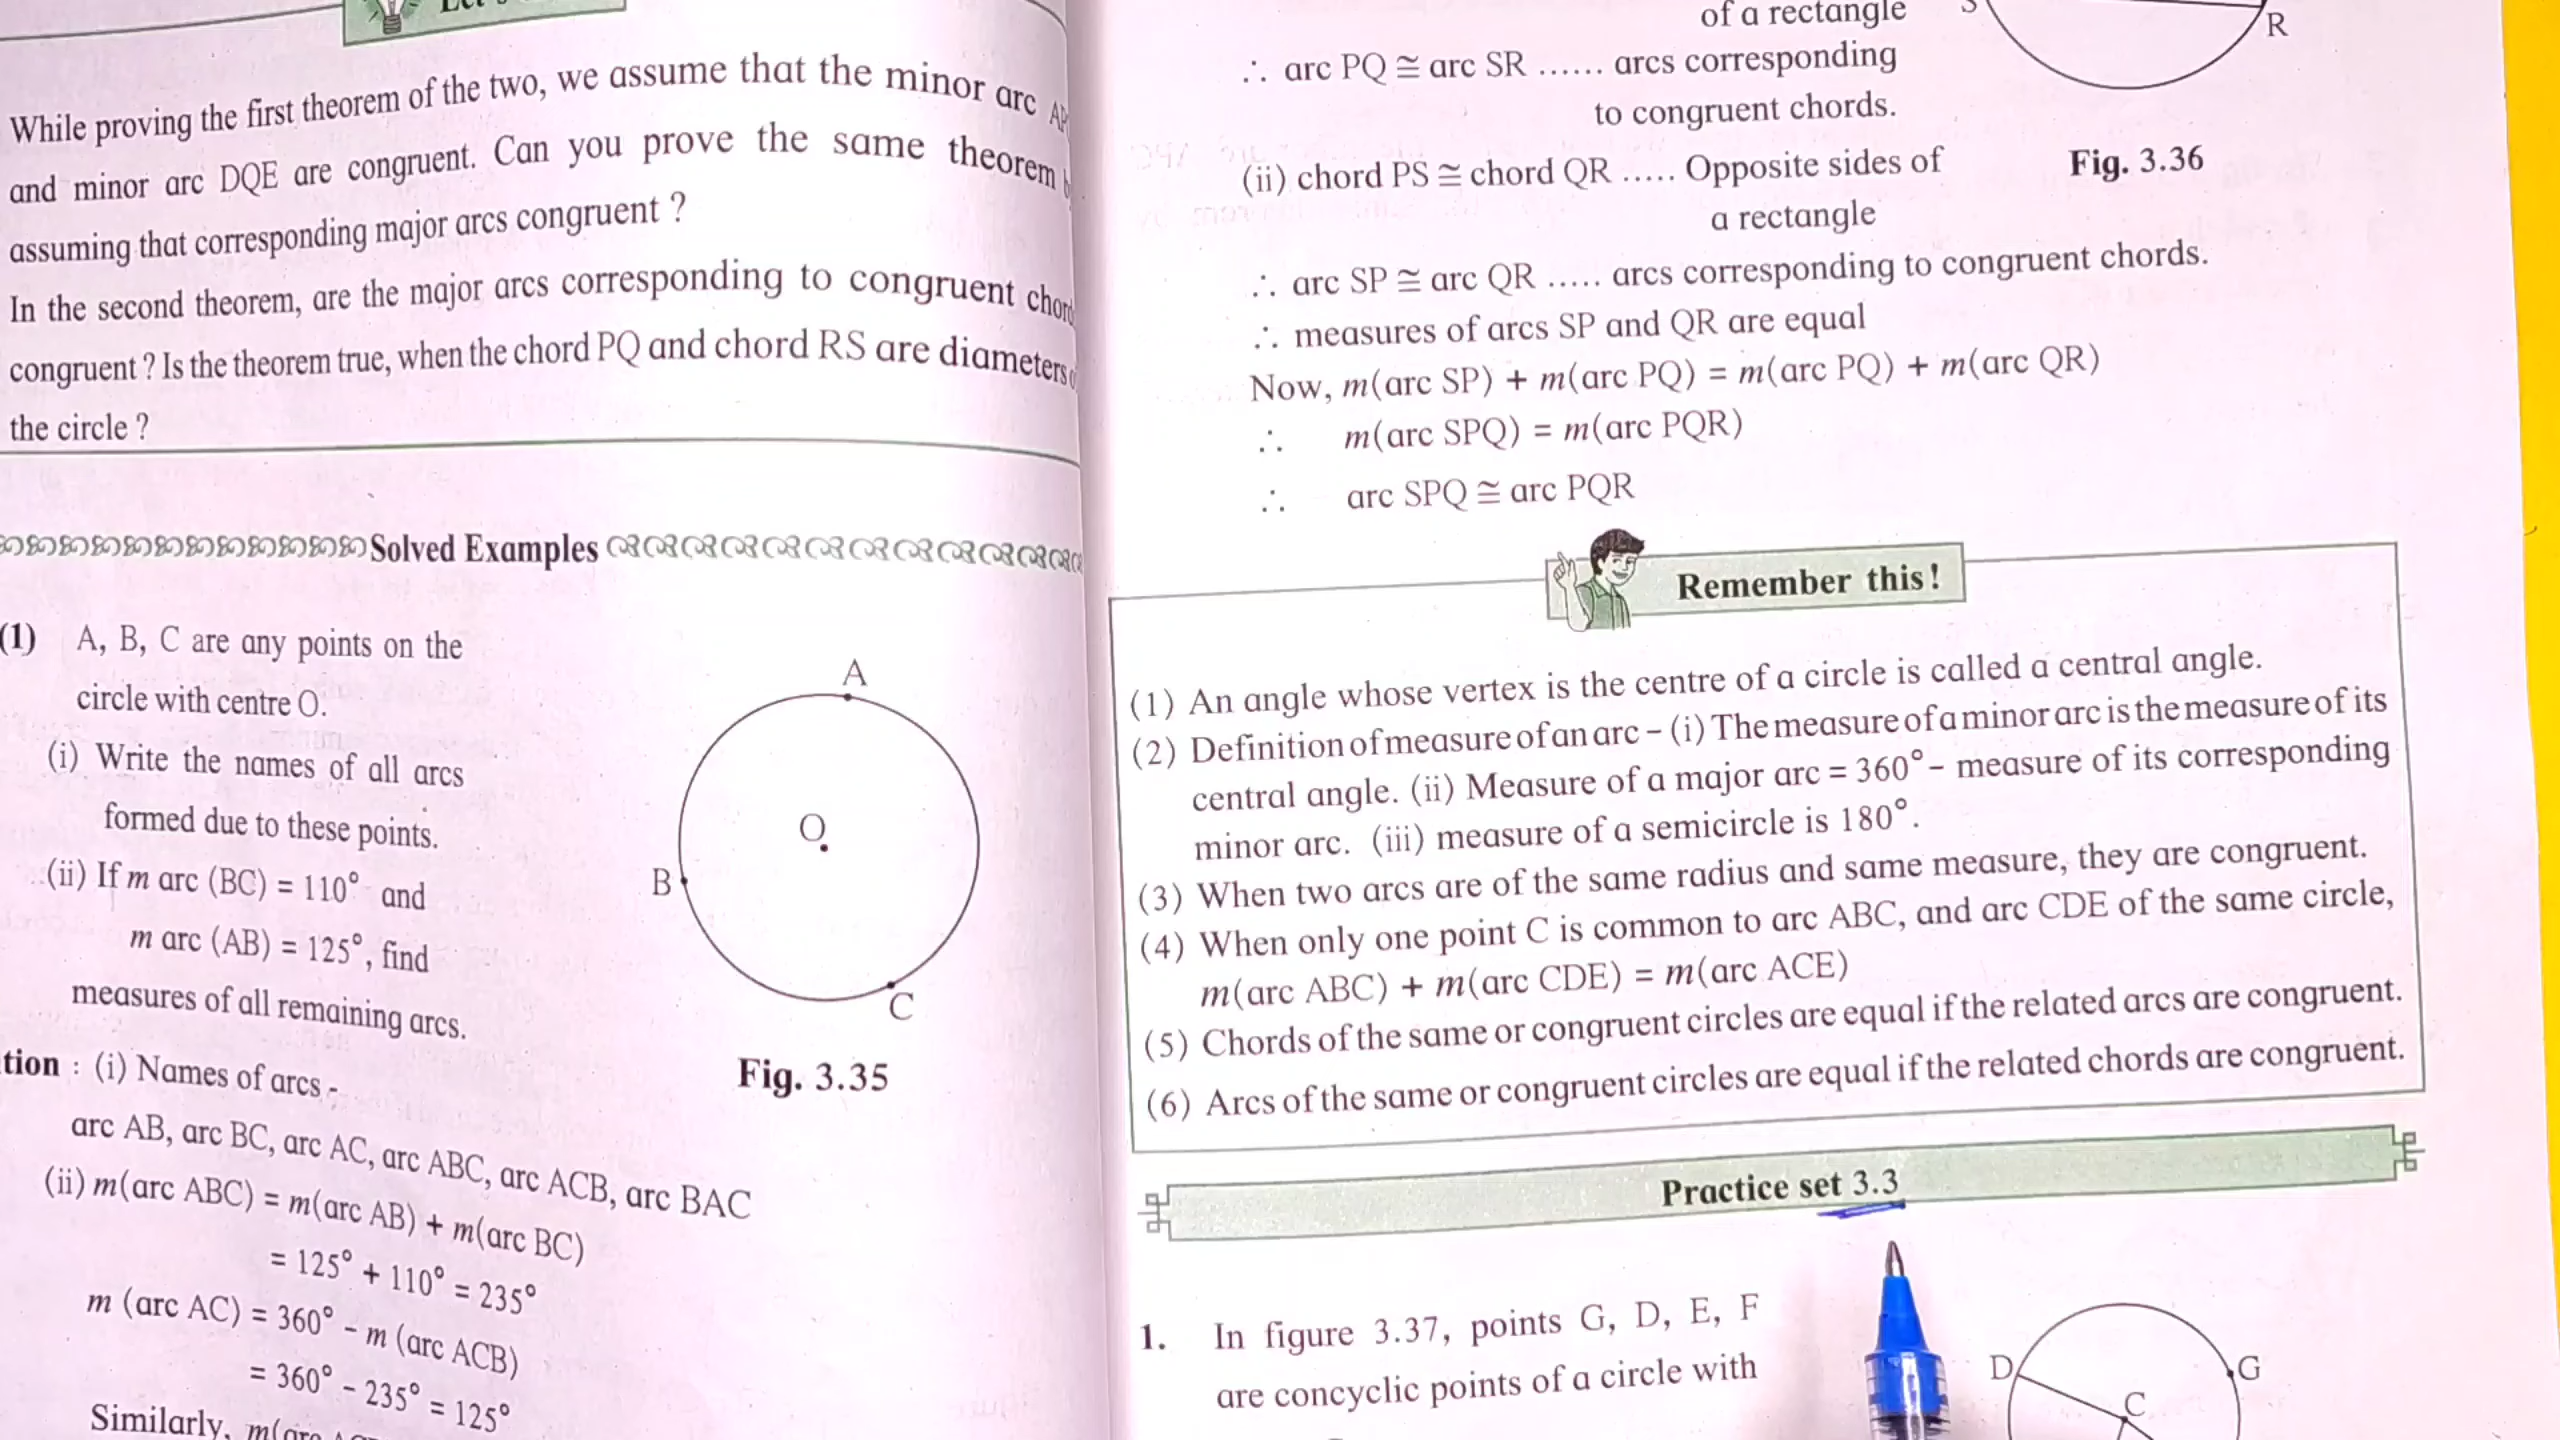 While proving the first theorem of the two, we assume that the minor arc
and minor arc DQE are congruent. Can you prove the same theorem
assuming that corresponding major arcs congruent ?
In the second theorem, are the major arcs corresponding to congruent chord
congruent ? Is the theorem true, when the chord PQ and chord RS are diameters
the circle ?
Solved Examples
(1) A, B, C are any points on the
circle with centre O.
(i) Write the names of all arcs
formed due to these points.
(ii) If m arc (BC) = 110° and
m arc (AB) = 125°, find
measures of all remaining arcs.
A
O
B
C
Fig. 3.35
tion : (i) Names of arcs -
arc AB, arc BC, arc AC, arc ABC, arc ACB, arc BAC
(ii) m(arc ABC) = m(arc AB) + m(arc BC)
= 125° + 110° = 235°
m (arc AC) = 360° - m (arc ACB)
= 360° - 235° = 125°
Similarly,
of a rectangle
∴ arc PQ ≅ arc SR ...... arcs corresponding
to congruent chords.
S
R
Fig. 3.36
(ii) chord PS ≅ chord QR ..... Opposite sides of
a rectangle
∴ arc SP ≅ arc QR ..... arcs corresponding to congruent chords.
∴ measures of arcs SP and QR are equal
Now, m(arc SP) + m(arc PQ) = m(arc PQ) + m(arc QR)
∴ m(arc SPQ) = m(arc PQR)
∴ arc SPQ ≅ arc PQR
Remember this!
(1) An angle whose vertex is the centre of a circle is called a central angle.
(2) Definition of measure of an arc - (i) The measure of a minor arc is the measure of its
central angle. (ii) Measure of a major arc = 360° - measure of its corresponding
minor arc. (iii) measure of a semicircle is 180°.
(3) When two arcs are of the same radius and same measure, they are congruent.
(4) When only one point C is common to arc ABC, and arc CDE of the same circle,
m(arc ABC) + m(arc CDE) = m(arc ACE)
(5) Chords of the same or congruent circles are equal if the related arcs are congruent.
(6) Arcs of the same or congruent circles are equal if the related chords are congruent.
Practice set 3.3
1. In figure 3.37, points G, D, E, F
are concyclic points of a circle with
D
G
C